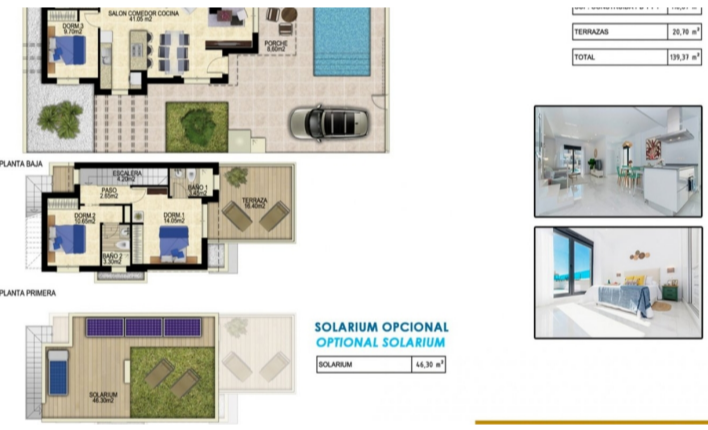 SALON COMEDOR COCINA
41.05 m2
DORM.3
9.70m2
PORCHE
8.60m2
TERRAZAS 20,70 m²
TOTAL 139,37 m²
PLANTA BAJA
ESCALERA
4.20m2
PASO
2.65m2
BAÑO 1
3.45m2
TERRAZA
16.40m2
DORM.2
10.65m2
DORM.1
14.05m2
BAÑO 2
3.30m2
PLANTA PRIMERA
SOLARIUM OPCIONAL
OPTIONAL SOLARIUM
SOLARIUM 46,30 m²
SOLARIUM
46.30m2